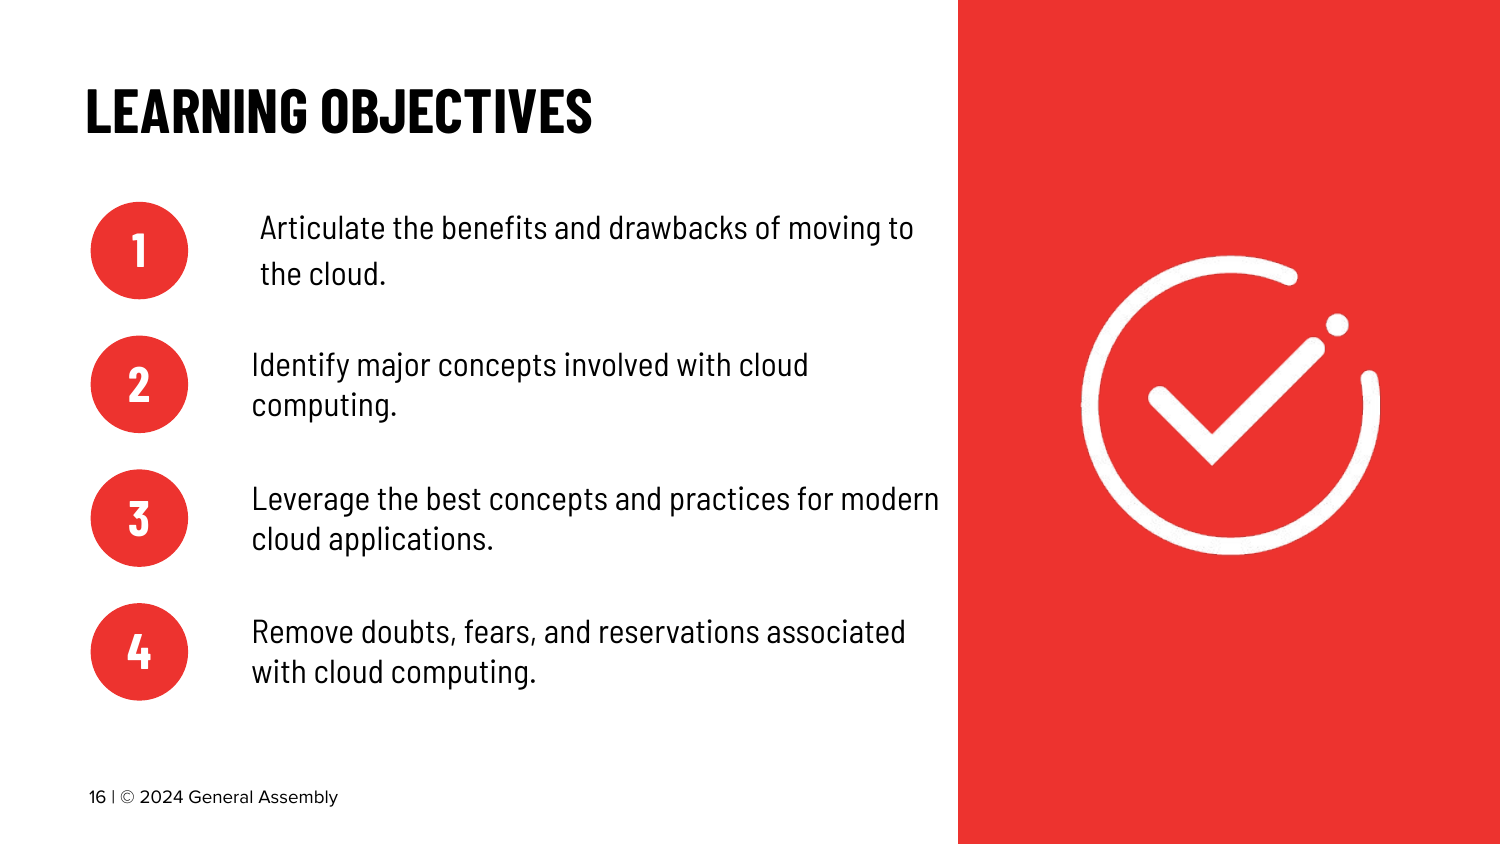 LEARNING OBJECTIVES
1
Articulate the benefits and drawbacks of moving to
the cloud.
2
Identify major concepts involved with cloud
computing.
3
Leverage the best concepts and practices for modern
cloud applications.
4
Remove doubts, fears, and reservations associated
with cloud computing.
16 | © 2024 General Assembly